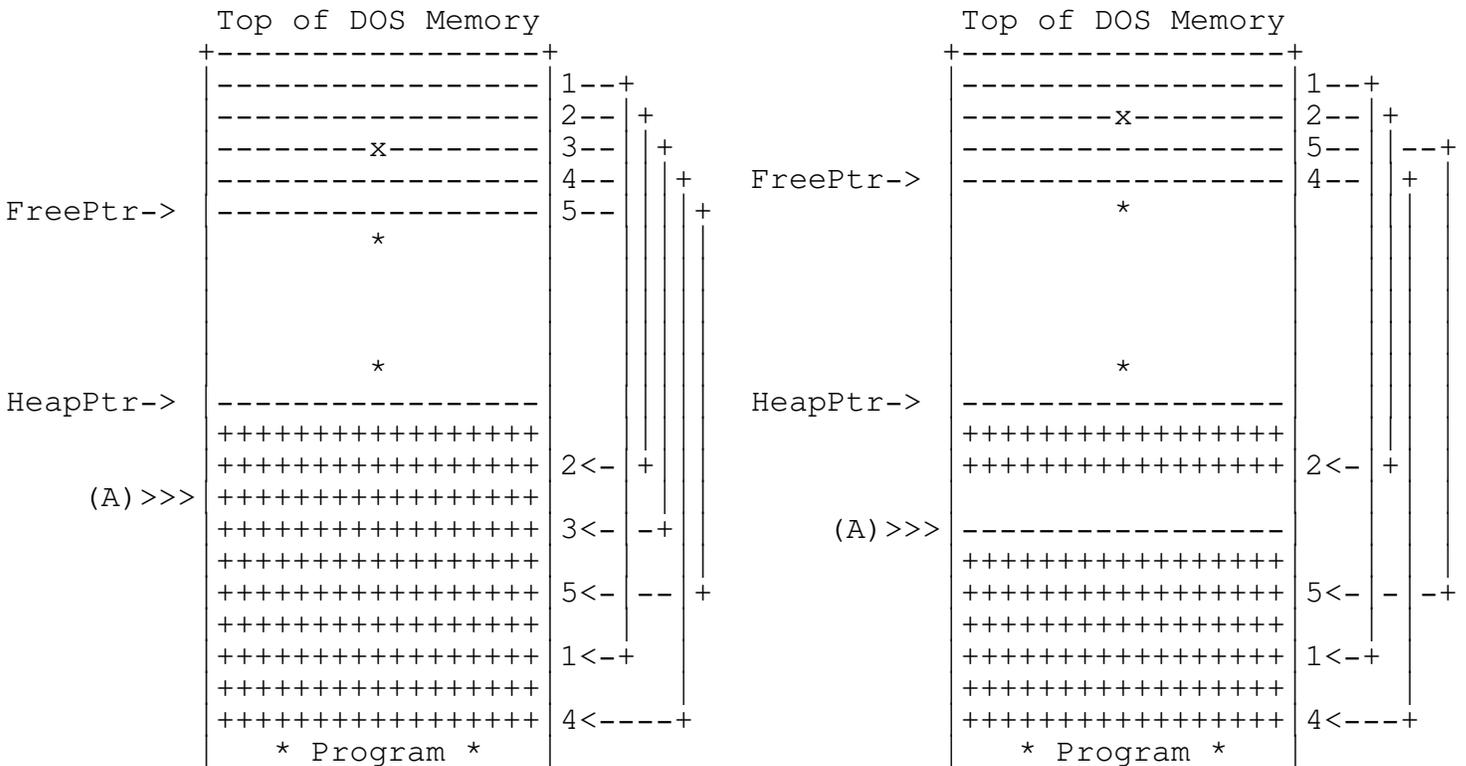 Top of DOS Memory                     Top of DOS Memory
          +-----------------+                    +-----------------+
          |-----------------| 1--+               |-----------------| 1--+
          |-----------------| 2-- +              |--------x--------| 2-- +
          |--------x--------| 3--  +             |-----------------| 5--  --+
          |-----------------| 4--   +  FreePtr-> |-----------------| 4--  +
FreePtr-> |-----------------| 5--    +           |        *        |
          |        *        |
          |        *        |                    |        *        |
HeapPtr-> |-----------------|          HeapPtr-> |-----------------|
          |+++++++++++++++++|                    |+++++++++++++++++|
          |+++++++++++++++++| 2<- +              |+++++++++++++++++| 2<- +
    (A)>>>|+++++++++++++++++|
          |+++++++++++++++++| 3<- -+       (A)>>>|-----------------|
          |+++++++++++++++++|                    |+++++++++++++++++|
          |+++++++++++++++++| 5<- -- +           |+++++++++++++++++| 5<- - -+
          |+++++++++++++++++|                    |+++++++++++++++++|
          |+++++++++++++++++| 1<-+               |+++++++++++++++++| 1<-+
          |+++++++++++++++++|                    |+++++++++++++++++|
          |+++++++++++++++++| 4<----+            |+++++++++++++++++| 4<---+
          |   * Program *   |                    |   * Program *   |